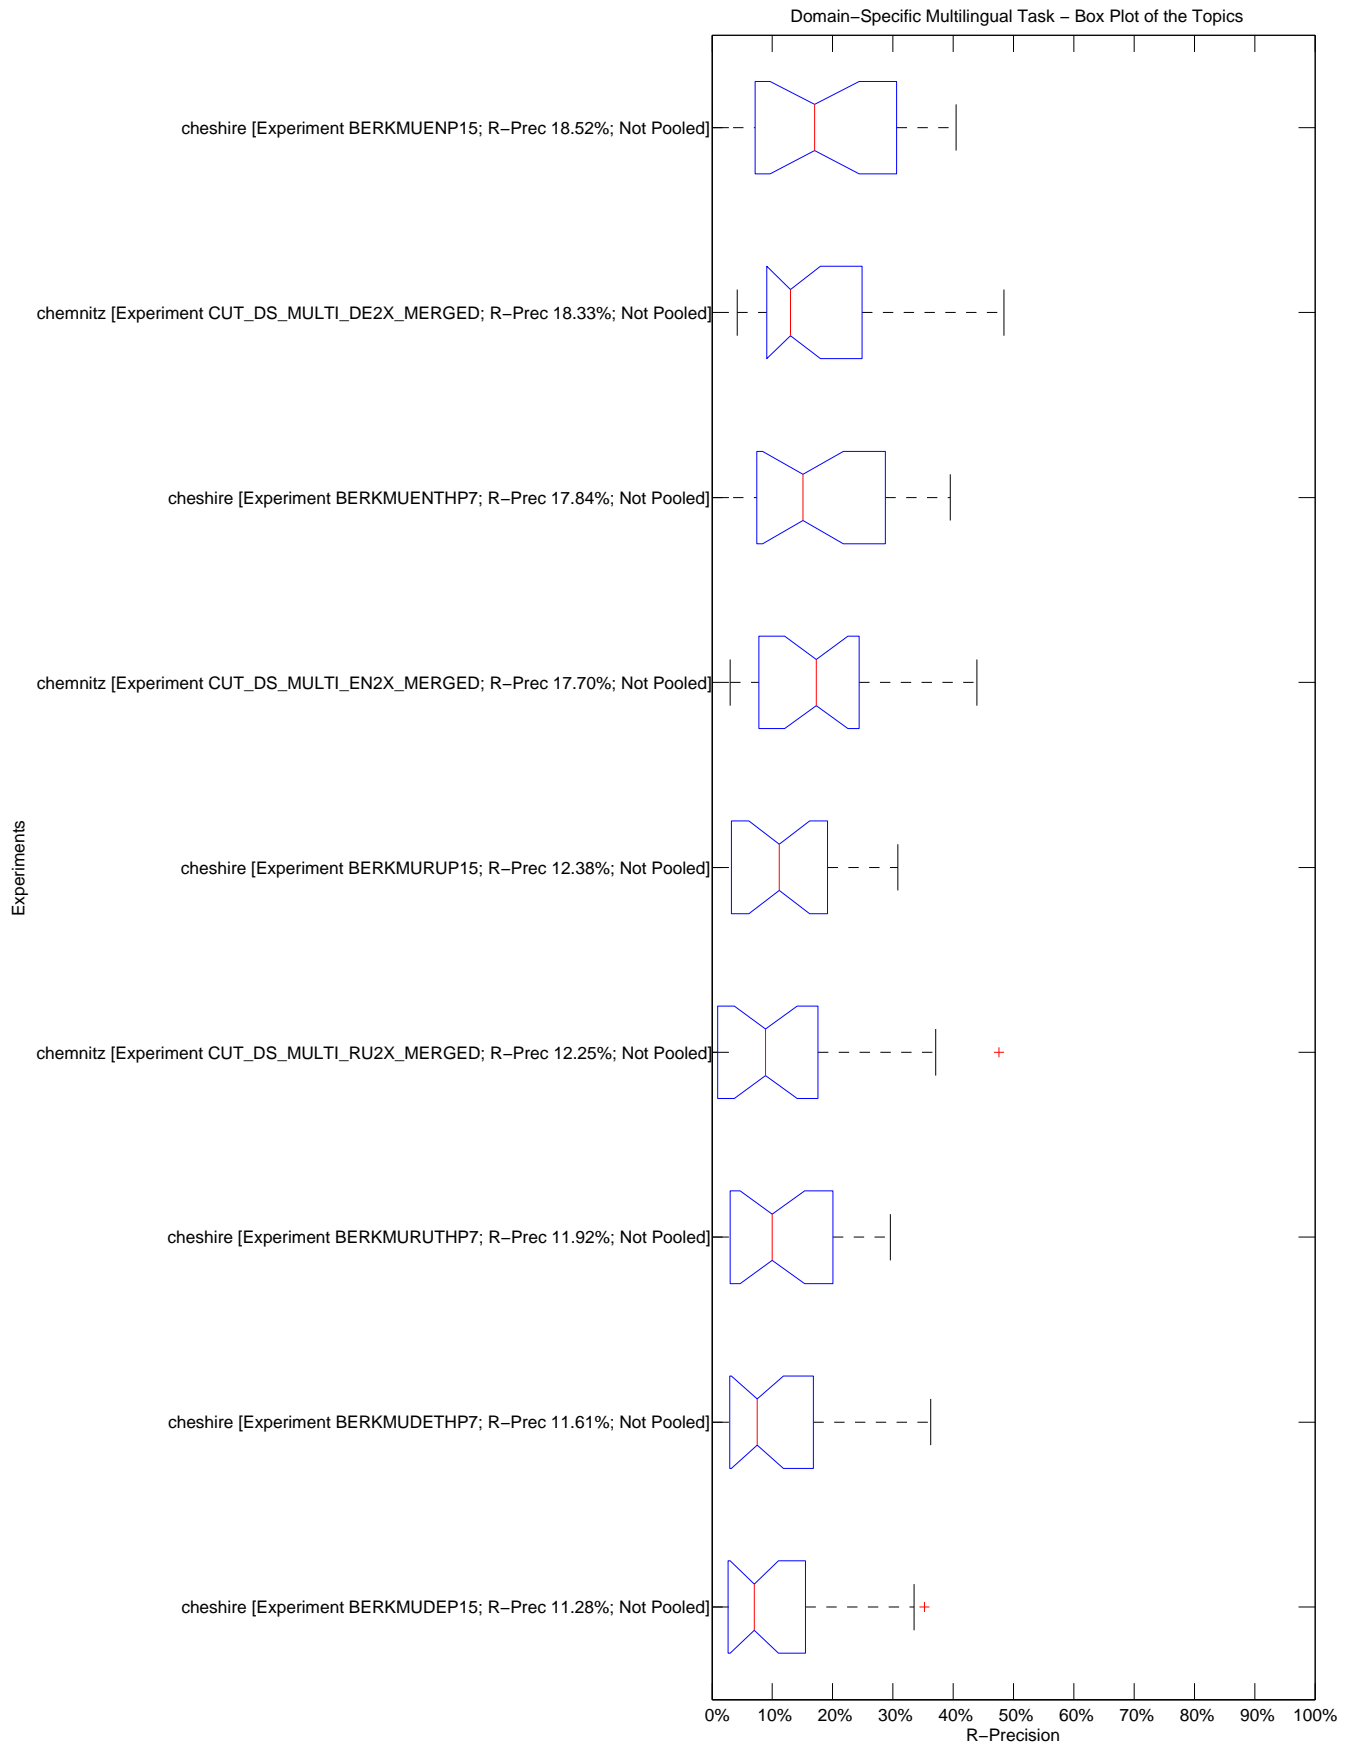 Domain−Specific Multilingual Task − Box Plot of the Topics
cheshire [Experiment BERKMUENP15; R−Prec 18.52%; Not Pooled]
chemnitz [Experiment CUT_DS_MULTI_DE2X_MERGED; R−Prec 18.33%; Not Pooled]
cheshire [Experiment BERKMUENTHP7; R−Prec 17.84%; Not Pooled]
chemnitz [Experiment CUT_DS_MULTI_EN2X_MERGED; R−Prec 17.70%; Not Pooled]
Experiments
cheshire [Experiment BERKMURUP15; R−Prec 12.38%; Not Pooled]
chemnitz [Experiment CUT_DS_MULTI_RU2X_MERGED; R−Prec 12.25%; Not Pooled]
cheshire [Experiment BERKMURUTHP7; R−Prec 11.92%; Not Pooled]
cheshire [Experiment BERKMUDETHP7; R−Prec 11.61%; Not Pooled]
cheshire [Experiment BERKMUDEP15; R−Prec 11.28%; Not Pooled]
0% 10% 20% 30% 40% 50% 60% 70% 80% 90% 100%
R−Precision